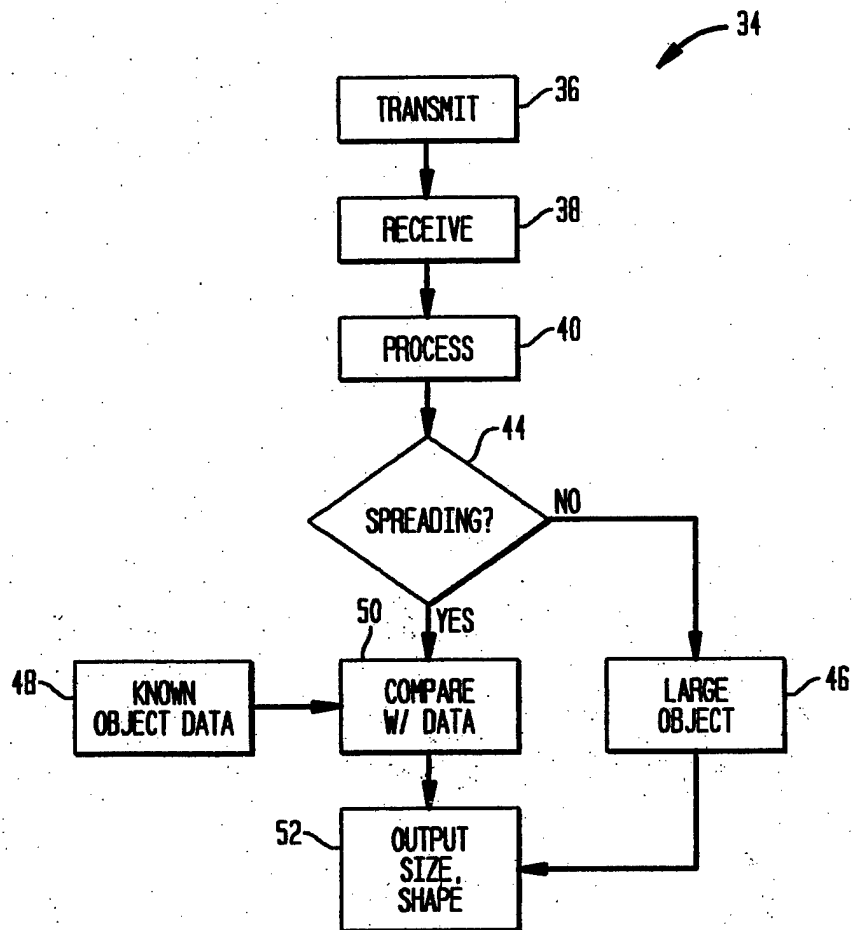 34
TRANSMIT
36
RECEIVE
38
PROCESS
40
44
SPREADING?
NO
YES
50
48
KNOWN
OBJECT DATA
COMPARE
W/ DATA
LARGE
OBJECT
46
52
OUTPUT
SIZE,
SHAPE